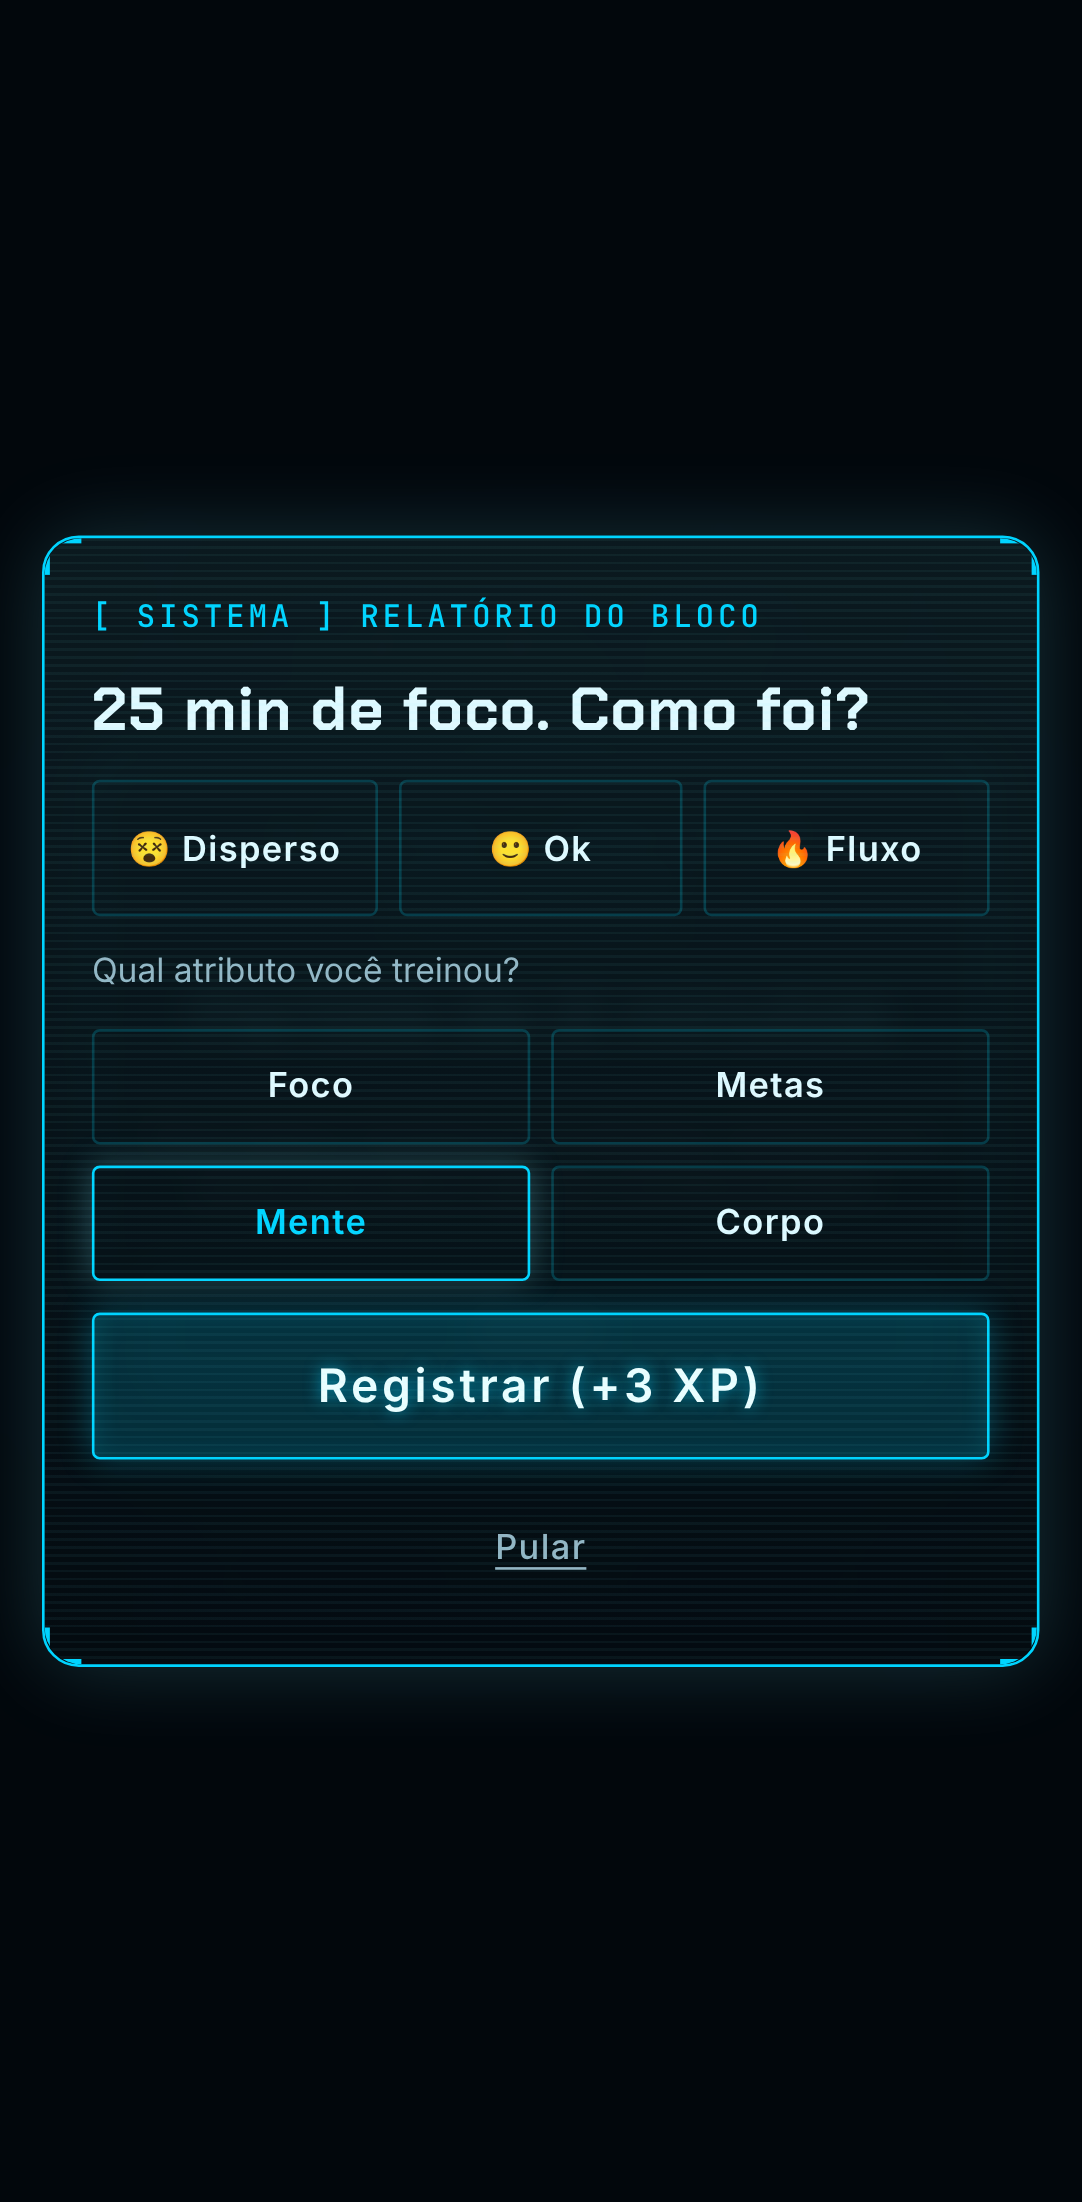 [ SISTEMA ] RELATÓRIO DO BLOCO
25 min de foco. Como foi?
😵 Disperso 🙂 Ok 🔥 Fluxo
Qual atributo você treinou?
Foco Metas
Mente Corpo
Registrar (+3 XP)
Pular